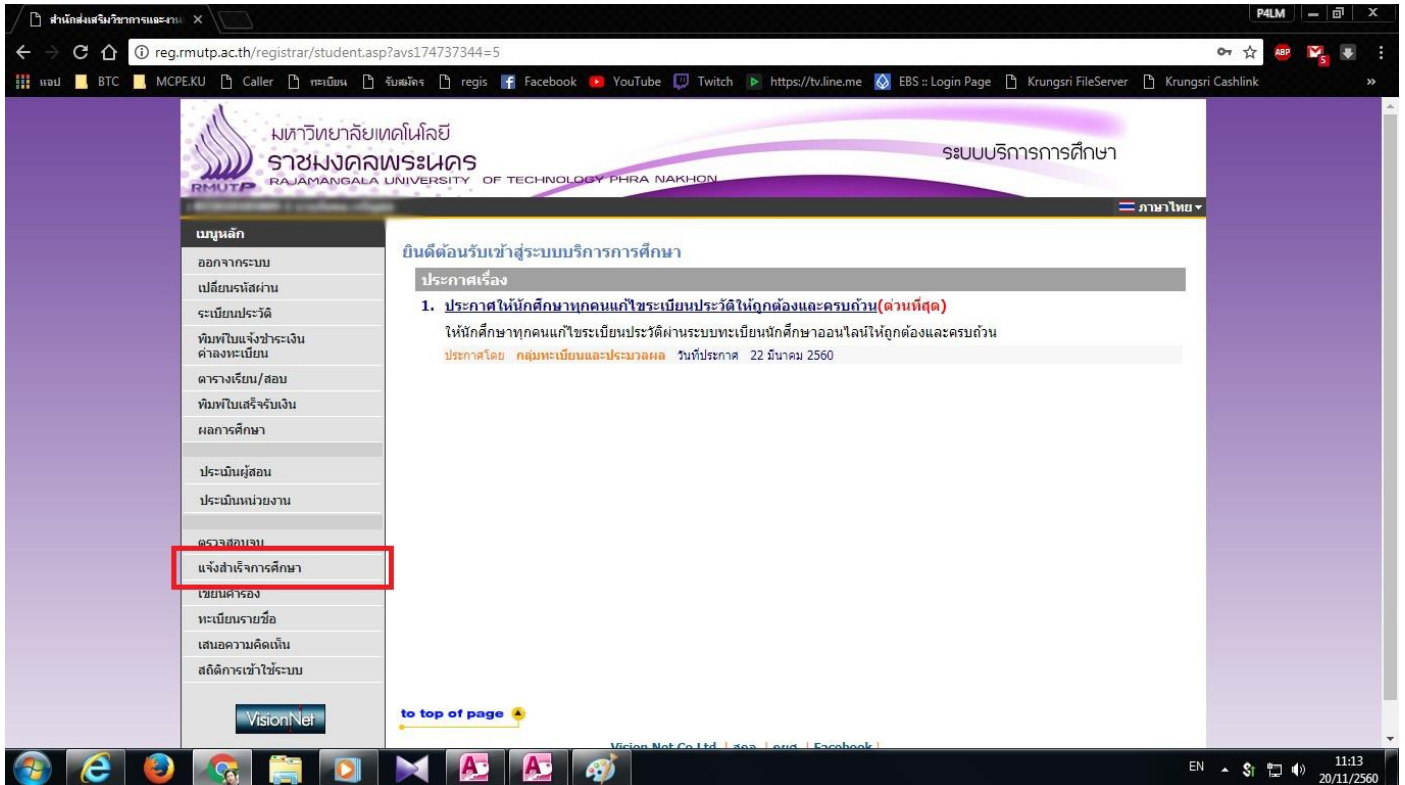 สำนักส่งเสริมวิชาการและงาน
P4LM
reg.rmutp.ac.th/registrar/student.asp?avs174737344=5
ABP
5
แอป BTC MCPE.KU Caller ทะเบียน รับสมัคร regis Facebook YouTube Twitch https://tv.line.me EBS :: Login Page Krungsri FileServer Krungsri Cashlink »
มหาวิทยาลัยเทคโนโลยี
ราชมงคลพระนคร
RAJAMANGALA UNIVERSITY OF TECHNOLOGY PHRA NAKHON
RMUTP
ระบบบริการการศึกษา
ภาษาไทย
เมนูหลัก
ออกจากระบบ
เปลี่ยนรหัสผ่าน
ระเบียนประวัติ
พิมพ์ใบแจ้งชำระเงิน
ค่าลงทะเบียน
ตารางเรียน/สอบ
พิมพ์ใบเสร็จรับเงิน
ผลการศึกษา
ประเมินผู้สอน
ประเมินหน่วยงาน
ตรวจสอบจบ
แจ้งสำเร็จการศึกษา
เขียนคำร้อง
ทะเบียนรายชื่อ
เสนอความคิดเห็น
สถิติการเข้าใช้ระบบ
VisionNet
ยินดีต้อนรับเข้าสู่ระบบบริการการศึกษา
ประกาศเรื่อง
1. ประกาศให้นักศึกษาทุกคนแก้ไขระเบียนประวัติให้ถูกต้องและครบถ้วน(ด่วนที่สุด)
ให้นักศึกษาทุกคนแก้ไขระเบียนประวัติผ่านระบบทะเบียนนักศึกษาออนไลน์ให้ถูกต้องและครบถ้วน
ประกาศโดย กลุ่มทะเบียนและประมวลผล วันที่ประกาศ 22 มีนาคม 2560
to top of page
Vision Net Co Ltd | สกอ | กยศ | Facebook |
EN
11:13
20/11/2560